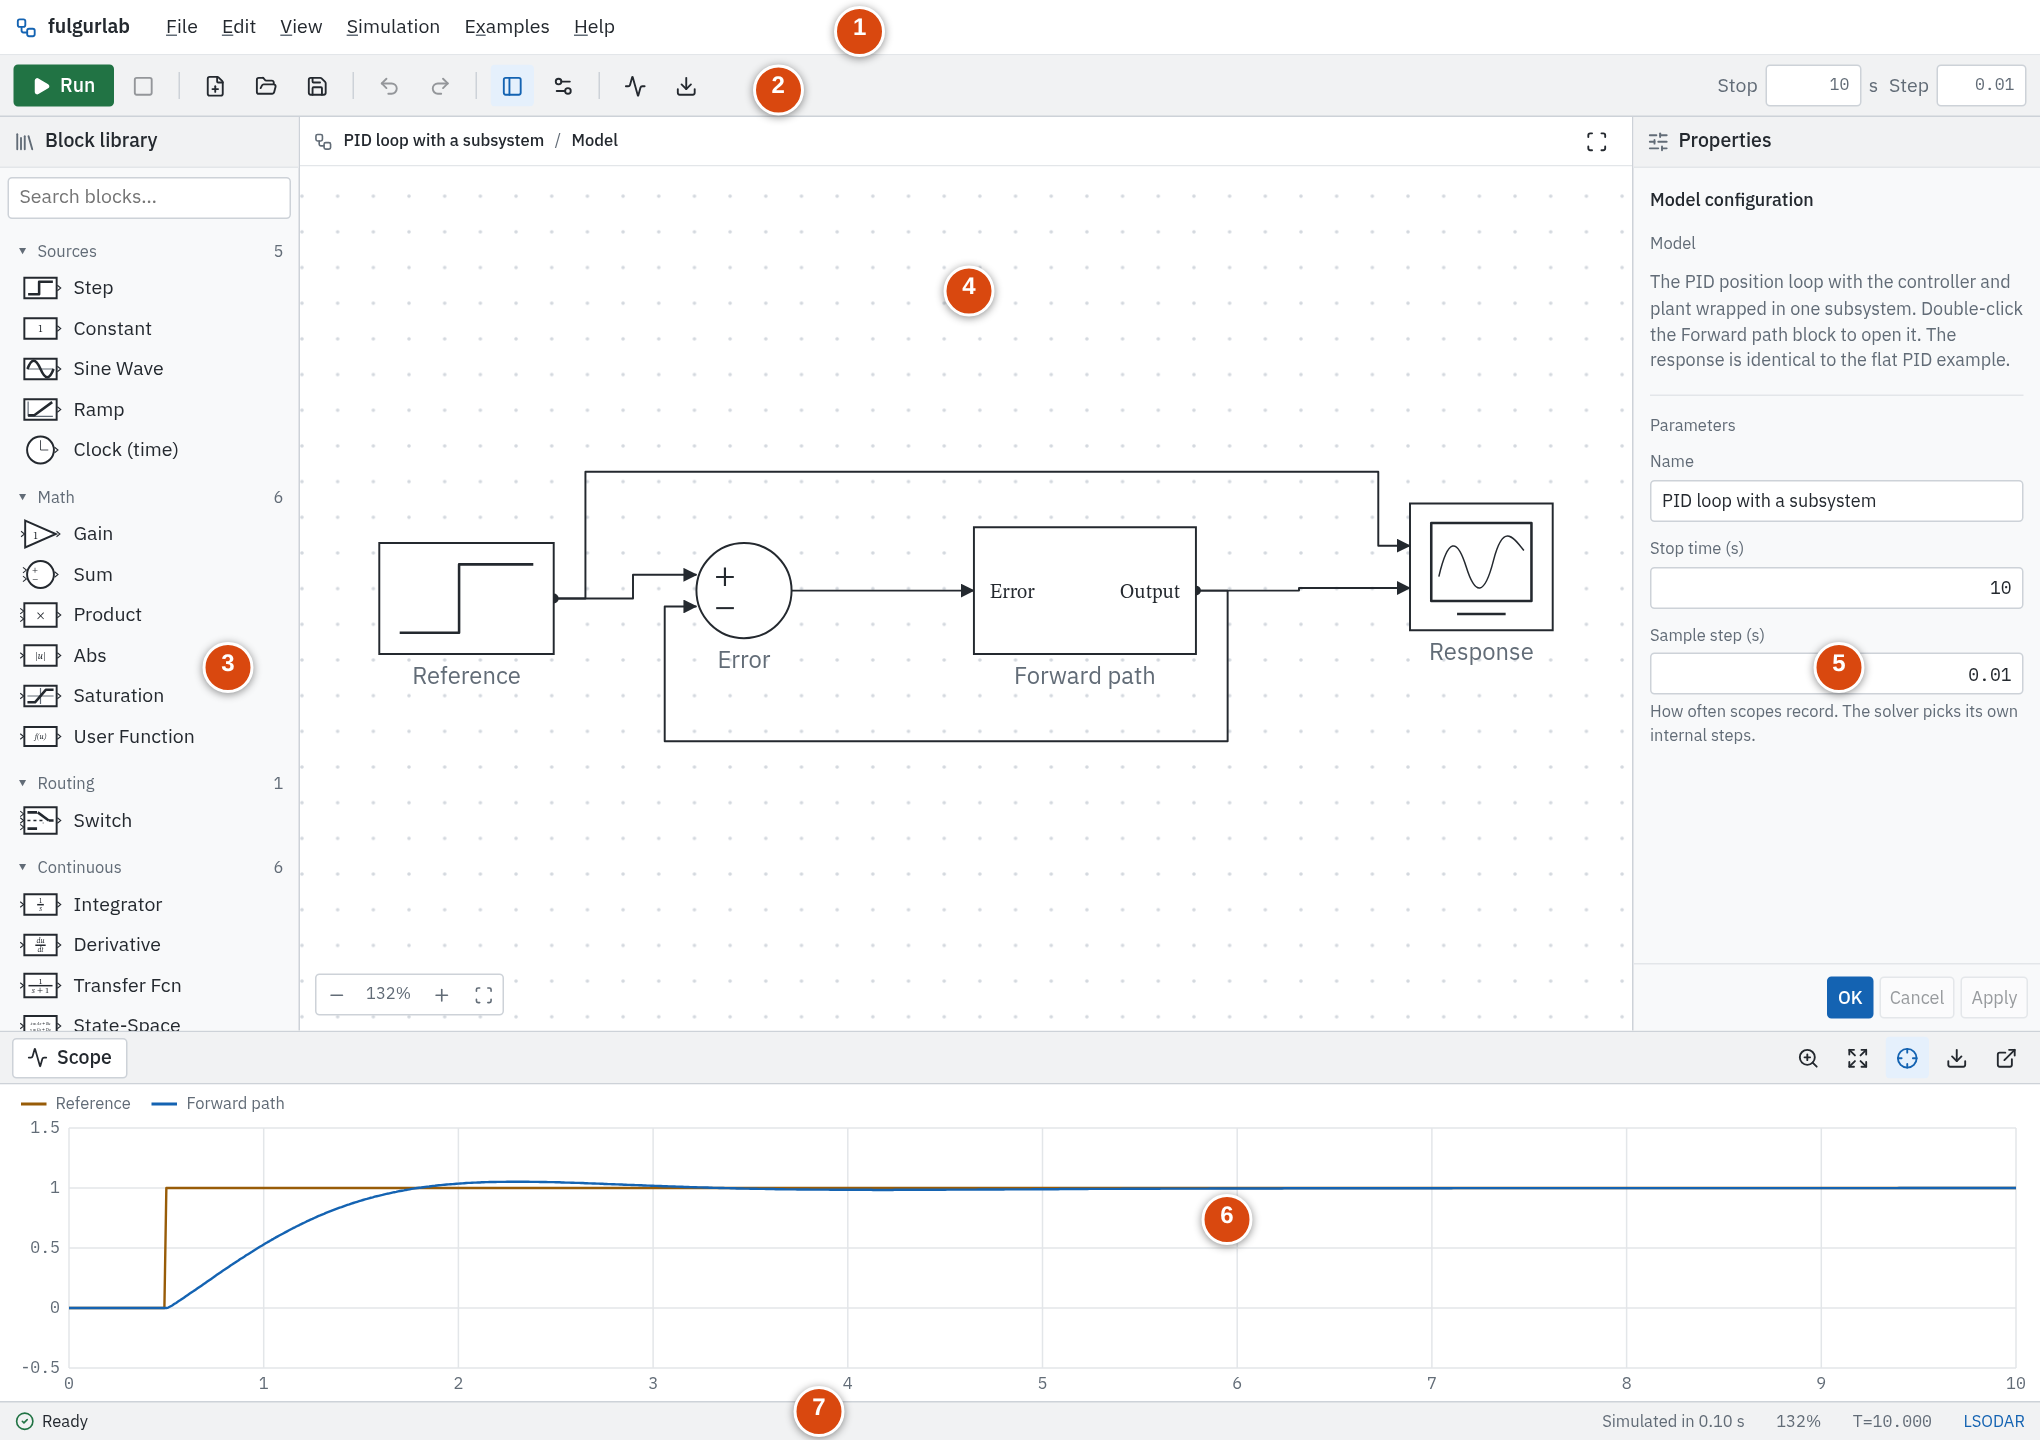 fulgurlab File Edit View Simulation Examples Help 1
Run 2 Stop 10 s Step 0.01
Block library
Search blocks...
Sources 5
Step
Constant
Sine Wave
Ramp
Clock (time)
Math 6
Gain
Sum
Product
Abs
Saturation
User Function
Routing 1
Switch
Continuous 6
Integrator
Derivative
Transfer Fcn
State-Space
3
PID loop with a subsystem / Model
4
Reference
+
−
Error
Error Output
Forward path
Response
− 132% +
Properties
Model configuration
Model
The PID position loop with the controller and
plant wrapped in one subsystem. Double-click
the Forward path block to open it. The
response is identical to the flat PID example.
Parameters
Name
PID loop with a subsystem
Stop time (s)
10
Sample step (s)
5
0.01
How often scopes record. The solver picks its own
internal steps.
OK Cancel Apply
Scope
Reference Forward path
1.5
1
0.5
0
-0.5
6
0 1 2 3 4 5 6 7 8 9 10
7
Ready Simulated in 0.10 s 132% T=10.000 LSODAR